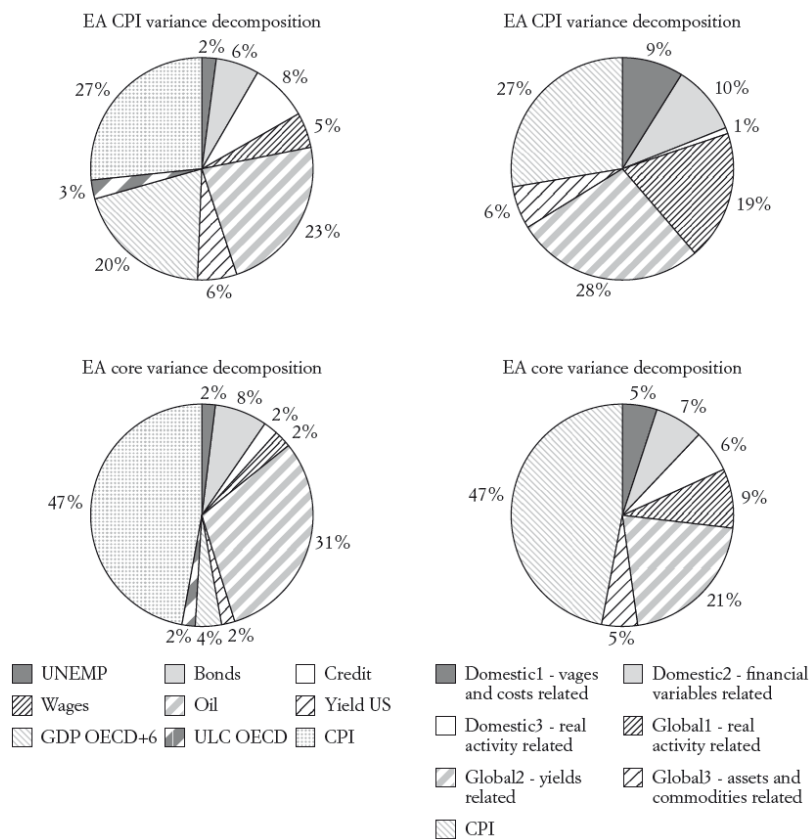 EA CPI variance decomposition
2%
6%
8%
5%
23%
6%
20%
3%
27%
EA CPI variance decomposition
9%
10%
1%
19%
28%
6%
27%
EA core variance decomposition
2%
8%
2%
2%
31%
2%
4%
2%
47%
EA core variance decomposition
5%
7%
6%
9%
21%
5%
47%
UNEMP
Bonds
Credit
Wages
Oil
Yield US
GDP OECD+6
ULC OECD
CPI
Domestic1 - vages
and costs related
Domestic2 - financial
variables related
Domestic3 - real
activity related
Global1 - real
activity related
Global2 - yields
related
Global3 - assets and
commodities related
CPI